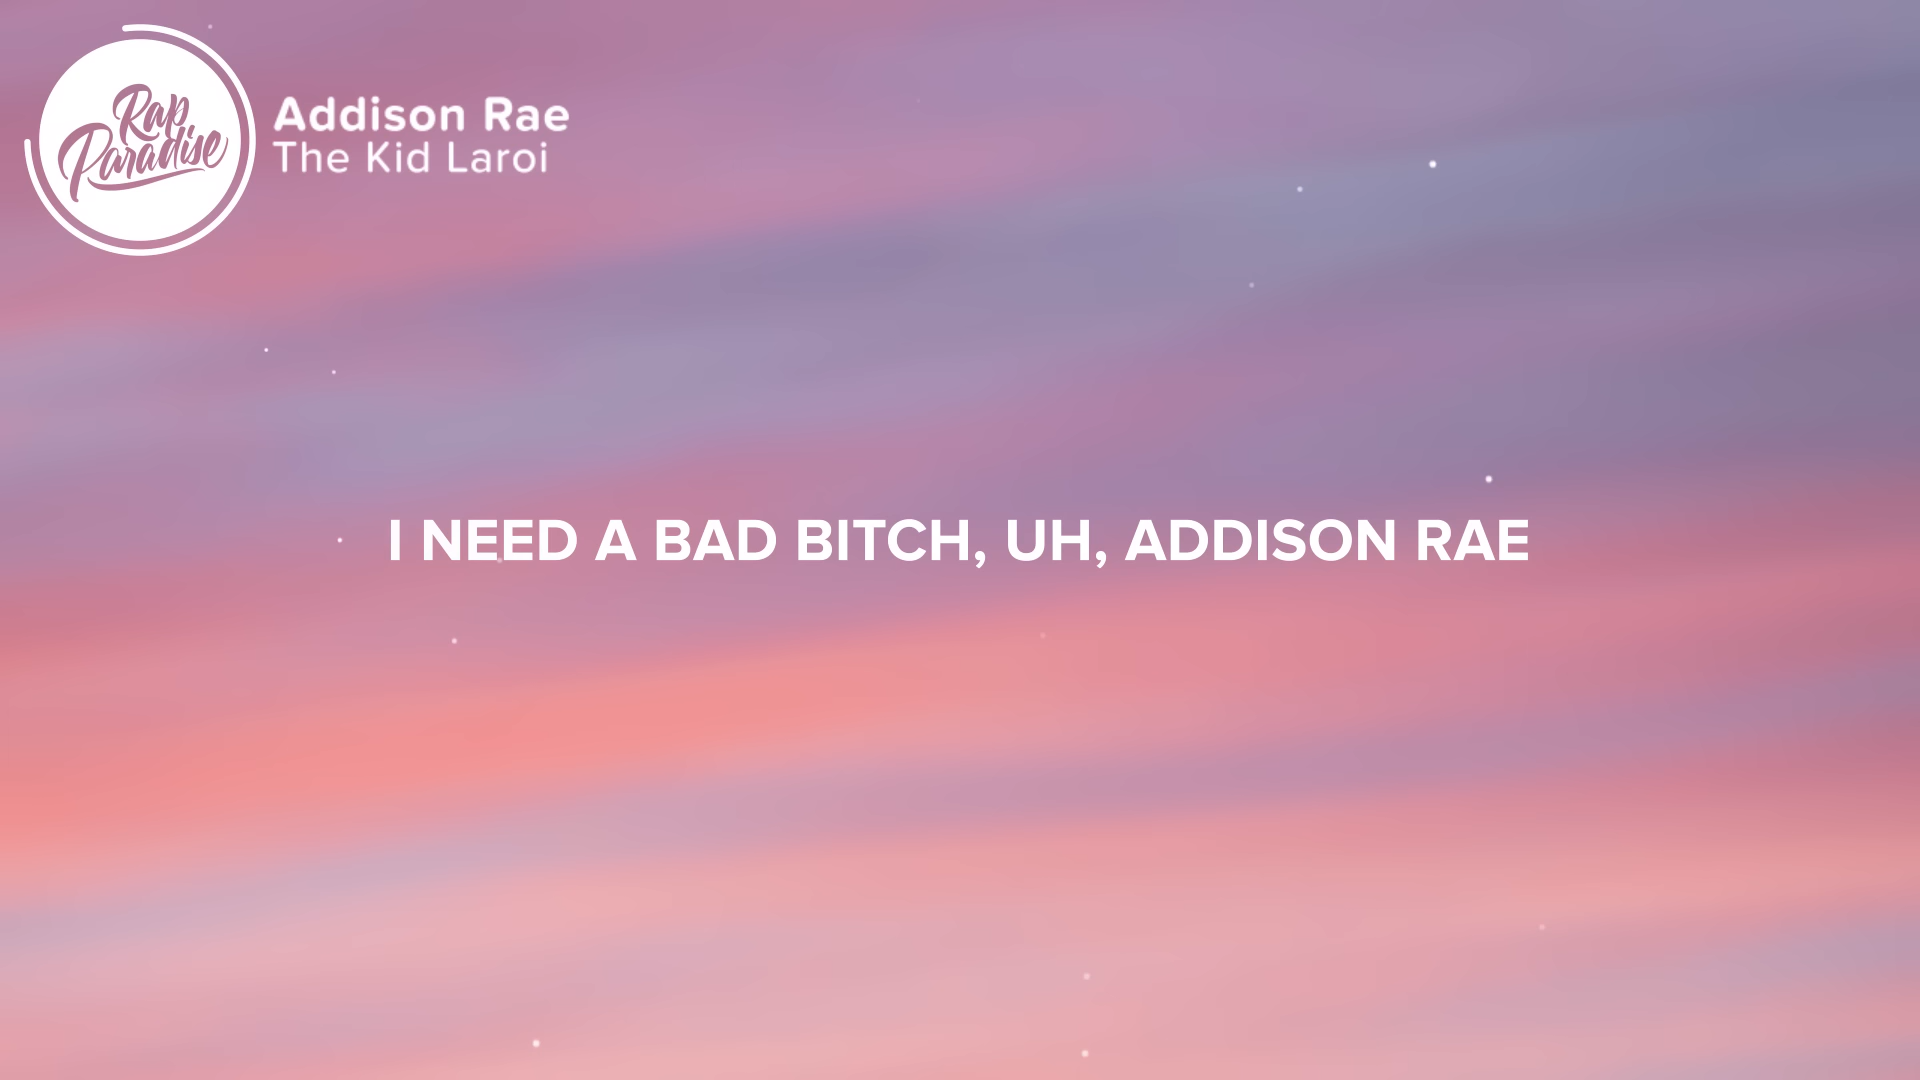 Rap
Paradise
Addison Rae
The Kid Laroi
I NEED A BAD BITCH, UH, ADDISON RAE